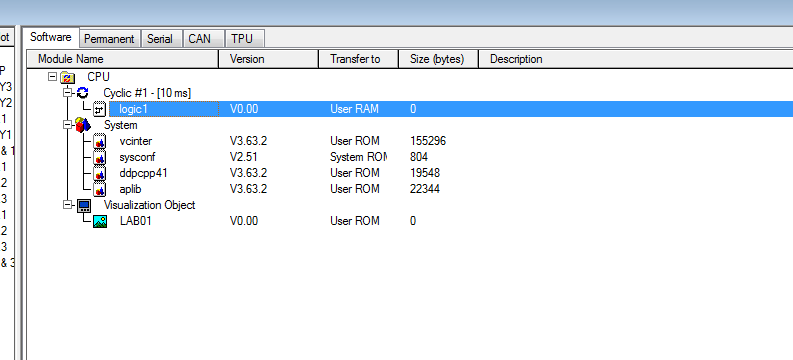 ot
Software Permanent Serial CAN TPU
Module Name Version Transfer to Size (bytes) Description
P
CPU
Y3
Cyclic #1 - [10 ms]
Y2
logic1 V0.00 User RAM 0
1
System
Y1
vcinter V3.63.2 User ROM 155296
& 1
sysconf V2.51 System ROM 804
1
ddpcpp41 V3.63.2 User ROM 19548
2
aplib V3.63.2 User ROM 22344
3
Visualization Object
1
LAB01 V0.00 User ROM 0
2
3
& 3